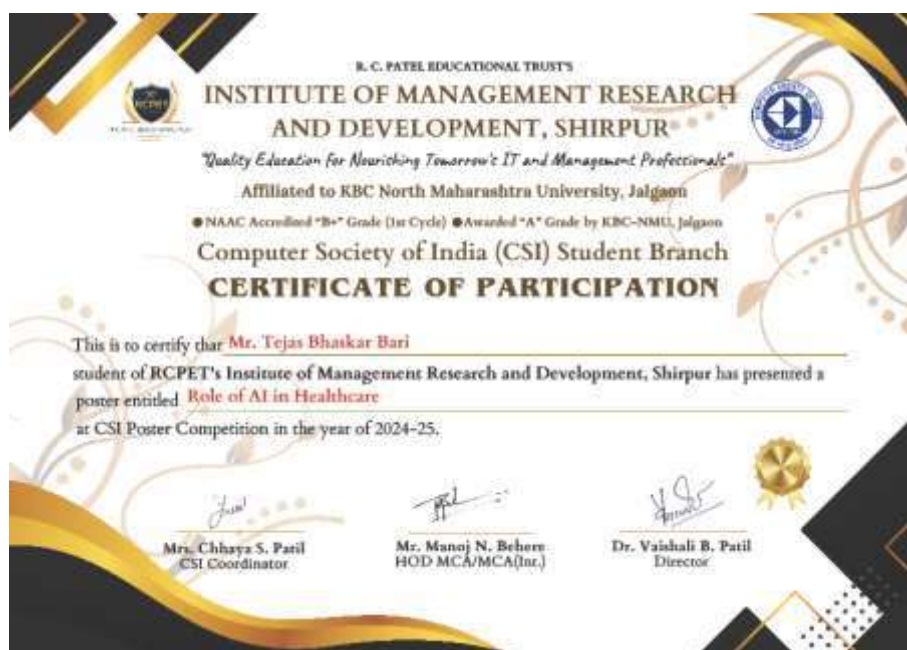 R. C. PATEL EDUCATIONAL TRUST'S
INSTITUTE OF MANAGEMENT RESEARCH
AND DEVELOPMENT, SHIRPUR
"Quality Education for Nourishing Tomorrow's IT and Management Professionals"
Affiliated to KBC North Maharashtra University, Jalgaon
●NAAC Accredited "B+" Grade (1st Cycle) ●Awarded "A" Grade by KBC-NMU, Jalgaon
Computer Society of India (CSI) Student Branch
CERTIFICATE OF PARTICIPATION
This is to certify that Mr. Tejas Bhaskar Bari
student of RCPET's Institute of Management Research and Development, Shirpur has presented a
poster entitled Role of AI in Healthcare
at CSI Poster Competition in the year of 2024-25.
Mrs. Chhaya S. Patil
CSI Coordinator
Mr. Manoj N. Behere
HOD MCA/MCA(Int.)
Dr. Vaishali B. Patil
Director
RCPET